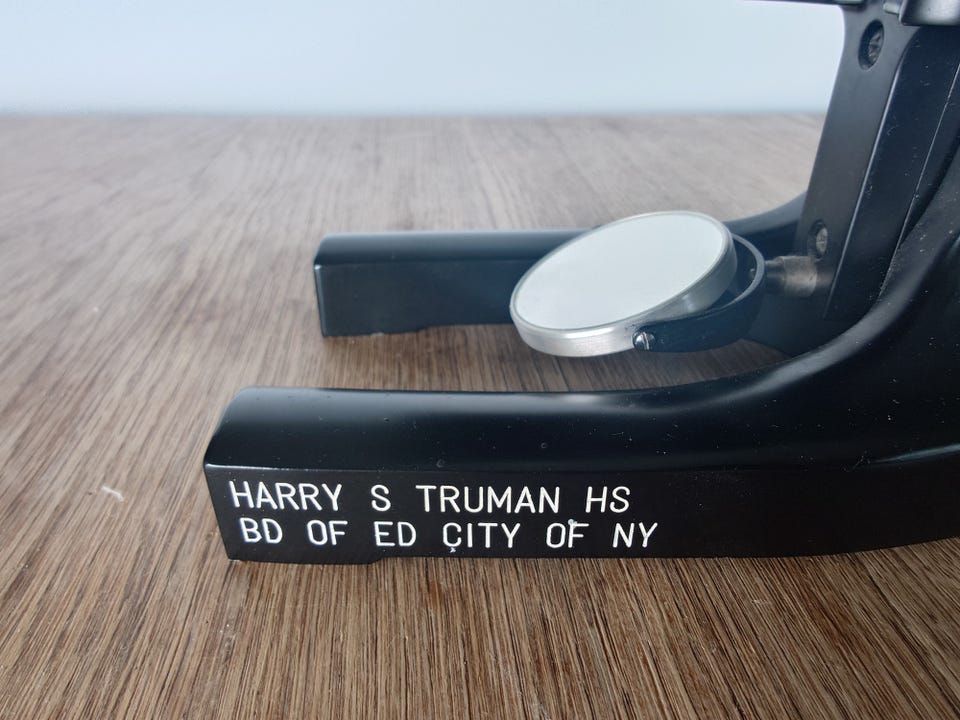 HARRY S TRUMAN HS
BD OF ED CITY OF NY